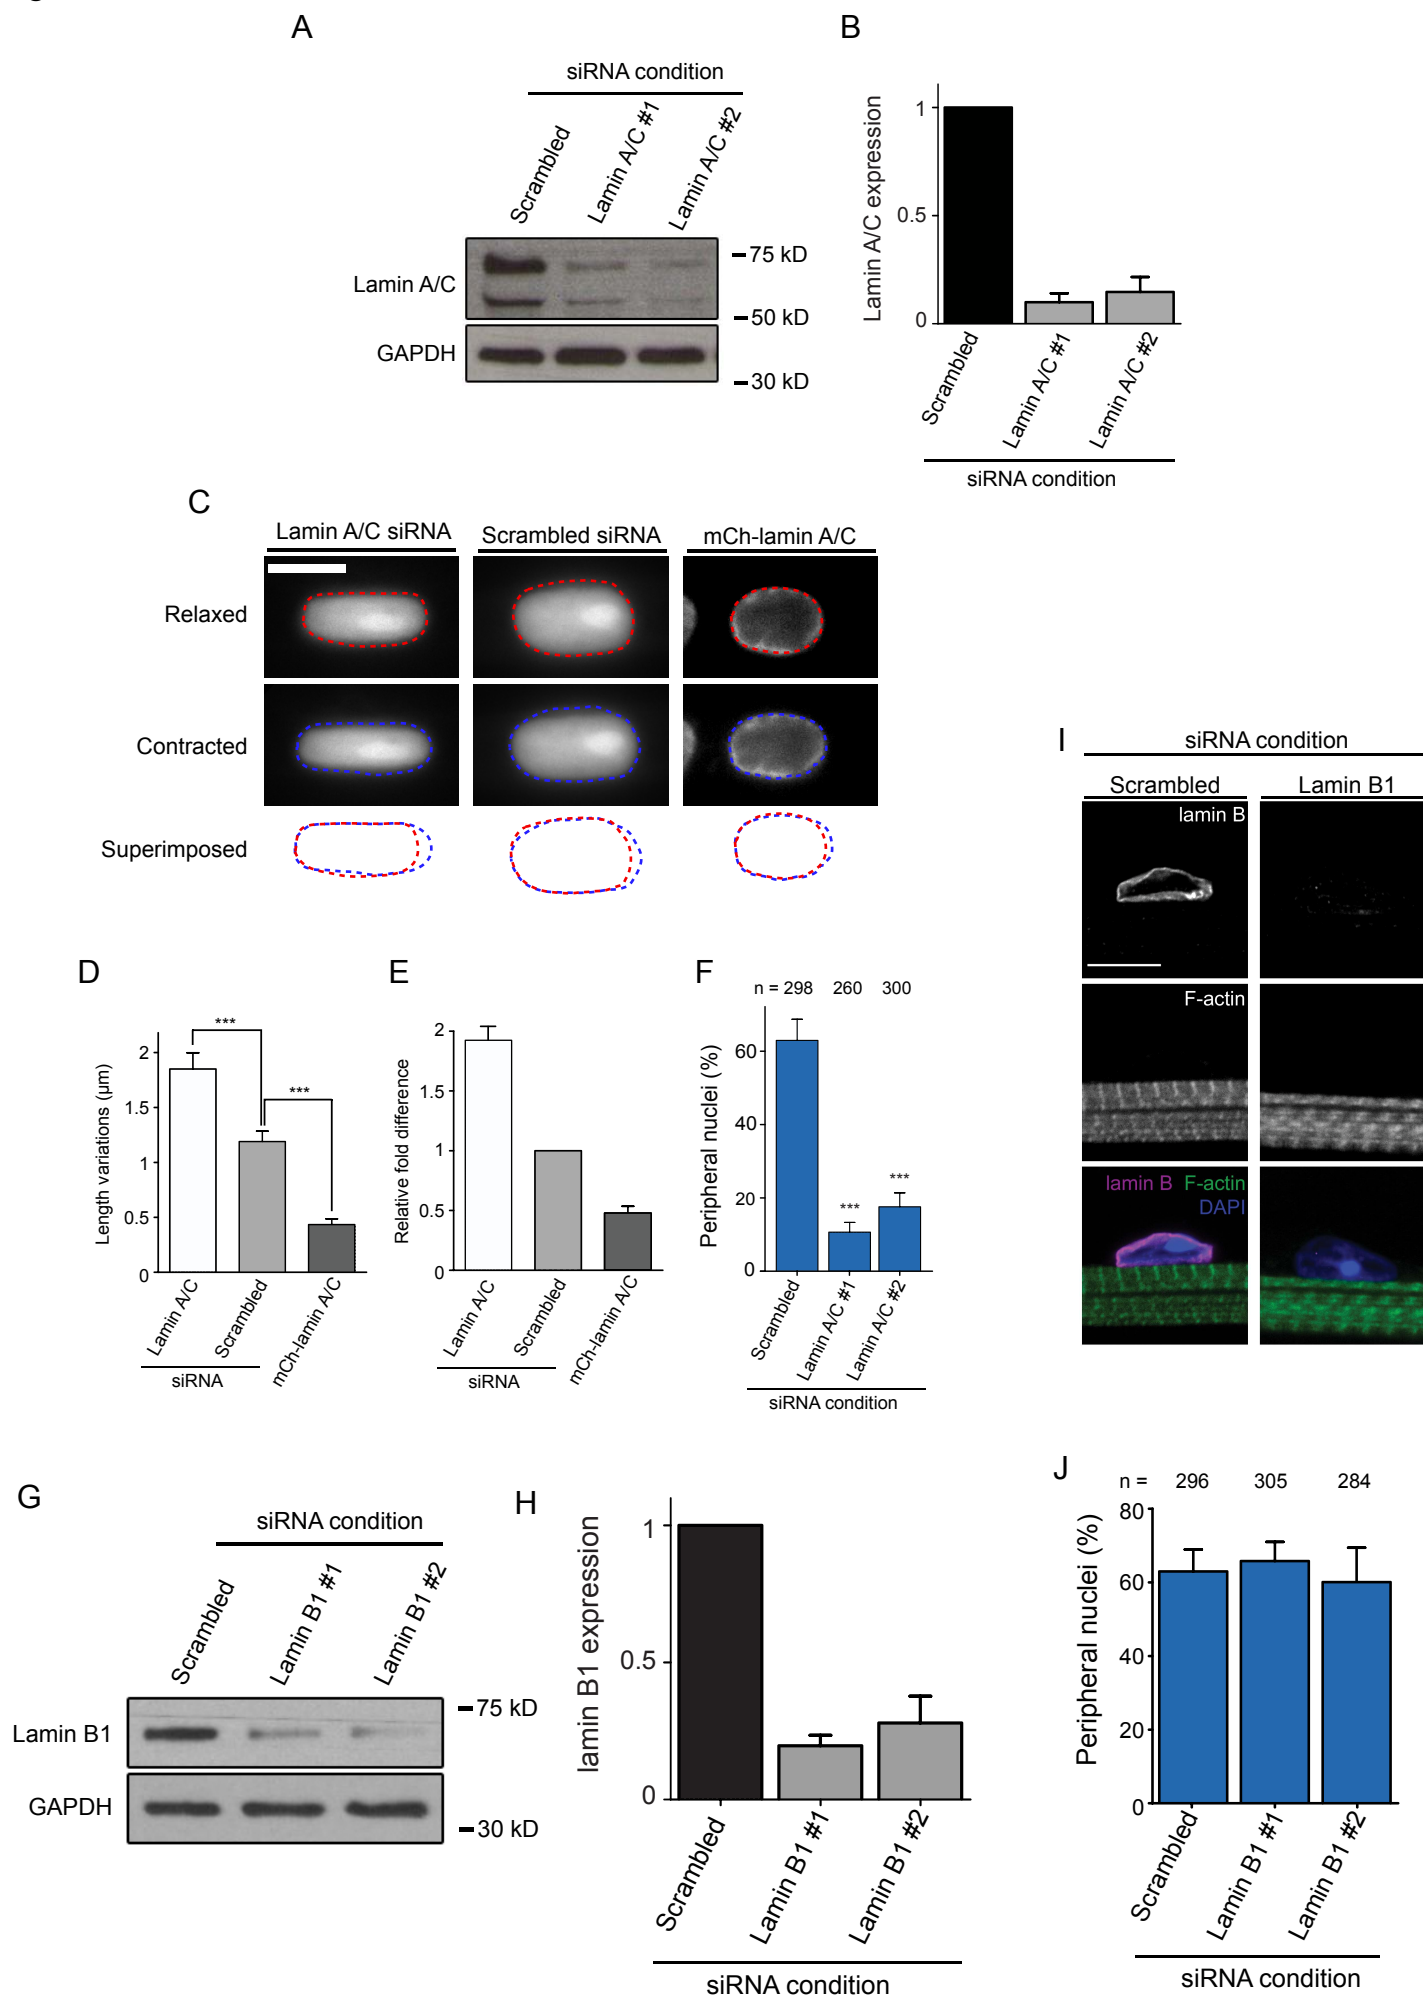 A
siRNA condition
Scrambled
Lamin A/C #1
Lamin A/C #2
Lamin A/C
GAPDH
75 kD
50 kD
30 kD
B
Lamin A/C expression
1
0.5
0
Scrambled
Lamin A/C #1
Lamin A/C #2
siRNA condition
C
Lamin A/C siRNA
Scrambled siRNA
mCh-lamin A/C
Relaxed
Contracted
Superimposed
D
Length variations (µm)
2
1.5
1
0.5
0
***
***
Lamin A/C
Scrambled
mCh-lamin A/C
siRNA
E
Relative fold difference
2
1.5
1
0.5
0
Lamin A/C
Scrambled
mCh-lamin A/C
siRNA
F
n = 298 260 300
Peripheral nuclei (%)
60
40
20
0
***
***
Scrambled
Lamin A/C #1
Lamin A/C #2
siRNA condition
I
siRNA condition
Scrambled
Lamin B1
lamin B
F-actin
lamin B F-actin
DAPI
G
siRNA condition
Scrambled
Lamin B1 #1
Lamin B1 #2
Lamin B1
GAPDH
75 kD
30 kD
H
lamin B1 expression
1
0.5
0
Scrambled
Lamin B1 #1
Lamin B1 #2
siRNA condition
J
n = 296 305 284
Peripheral nuclei (%)
80
60
40
20
0
Scrambled
Lamin B1 #1
Lamin B1 #2
siRNA condition